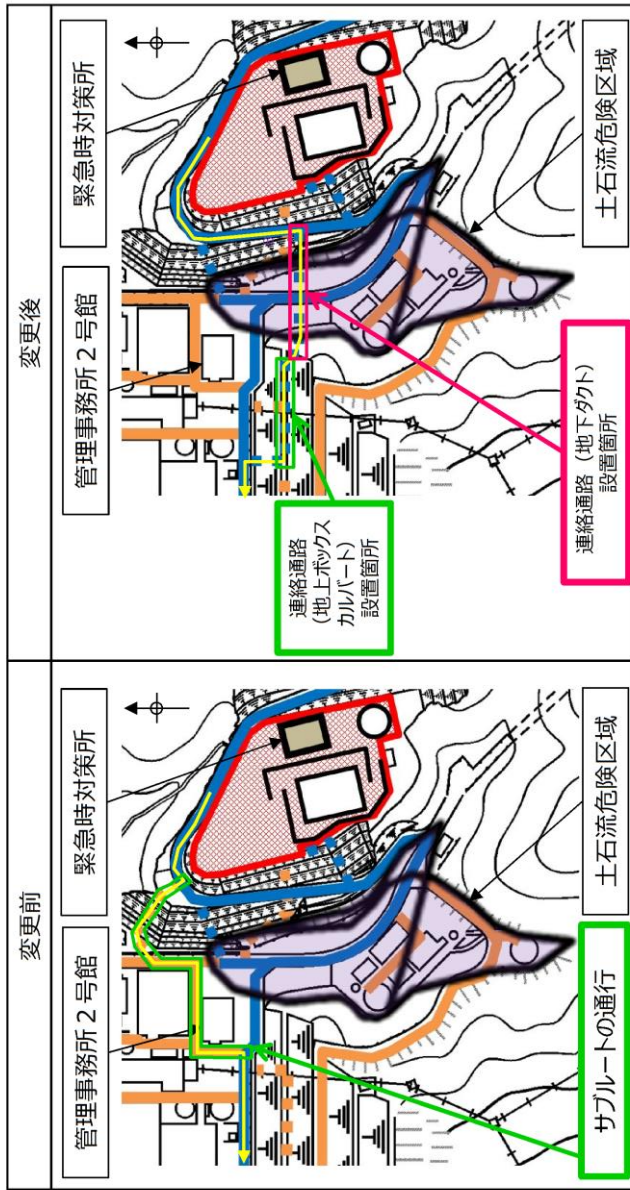 変更前
管理事務所２号館
緊急時対策所
サブルートの通行
土石流危険区域
変更後
管理事務所２号館
緊急時対策所
連絡通路
(地上ボックス
カルバート)
設置箇所
連絡通路（地下ダクト）
設置箇所
土石流危険区域